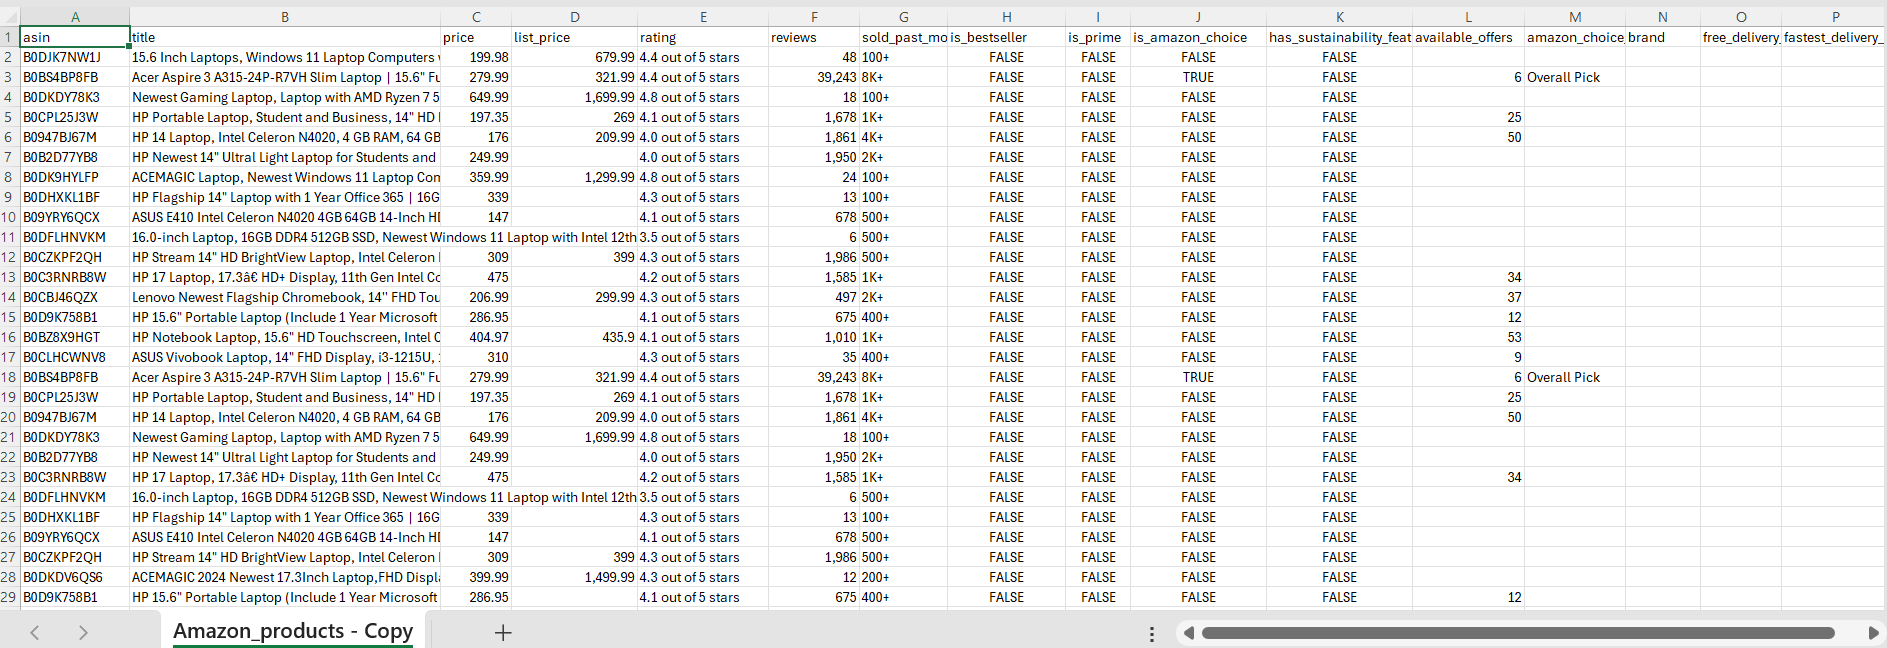 A B C D E F G H I J K L M N O P
1 asin title price list_price rating reviews sold_past_mo is_bestseller is_prime is_amazon_choice has_sustainability_feat available_offers amazon_choice_ brand free_delivery_ fastest_delivery_
2 B0DJK7NW1J 15.6 Inch Laptops, Windows 11 Laptop Computers 199.98 679.99 4.4 out of 5 stars 48 100+ FALSE FALSE FALSE FALSE
3 B0BS4BP8FB Acer Aspire 3 A315-24P-R7VH Slim Laptop | 15.6" Fu 279.99 321.99 4.4 out of 5 stars 39,243 8K+ FALSE FALSE TRUE FALSE 6 Overall Pick
4 B0DKDY78K3 Newest Gaming Laptop, Laptop with AMD Ryzen 7 5 649.99 1,699.99 4.8 out of 5 stars 18 100+ FALSE FALSE FALSE FALSE
5 B0CPL25J3W HP Portable Laptop, Student and Business, 14" HD 197.35 269 4.1 out of 5 stars 1,678 1K+ FALSE FALSE FALSE FALSE 25
6 B0947BJ67M HP 14 Laptop, Intel Celeron N4020, 4 GB RAM, 64 GB 176 209.99 4.0 out of 5 stars 1,861 4K+ FALSE FALSE FALSE FALSE 50
7 B0B2D77YB8 HP Newest 14" Ultral Light Laptop for Students and 249.99 4.0 out of 5 stars 1,950 2K+ FALSE FALSE FALSE FALSE
8 B0DK9HYLFP ACEMAGIC Laptop, Newest Windows 11 Laptop Com 359.99 1,299.99 4.8 out of 5 stars 24 100+ FALSE FALSE FALSE FALSE
9 B0DHXKL1BF HP Flagship 14" Laptop with 1 Year Office 365 | 16G 339 4.3 out of 5 stars 13 100+ FALSE FALSE FALSE FALSE
10 B09YRY6QCX ASUS E410 Intel Celeron N4020 4GB 64GB 14-Inch HD 147 4.1 out of 5 stars 678 500+ FALSE FALSE FALSE FALSE
11 B0DFLHNVKM 16.0-inch Laptop, 16GB DDR4 512GB SSD, Newest Windows 11 Laptop with Intel 12th 3.5 out of 5 stars 6 500+ FALSE FALSE FALSE FALSE
12 B0CZKPF2QH HP Stream 14" HD BrightView Laptop, Intel Celeron 309 399 4.3 out of 5 stars 1,986 500+ FALSE FALSE FALSE FALSE
13 B0C3RNRB8W HP 17 Laptop, 17.3â€ HD+ Display, 11th Gen Intel Co 475 4.2 out of 5 stars 1,585 1K+ FALSE FALSE FALSE FALSE 34
14 B0CBJ46QZX Lenovo Newest Flagship Chromebook, 14'' FHD Tou 206.99 299.99 4.3 out of 5 stars 497 2K+ FALSE FALSE FALSE FALSE 37
15 B0D9K758B1 HP 15.6" Portable Laptop (Include 1 Year Microsoft 286.95 4.1 out of 5 stars 675 400+ FALSE FALSE FALSE FALSE 12
16 B0BZ8X9HGT HP Notebook Laptop, 15.6" HD Touchscreen, Intel C 404.97 435.9 4.1 out of 5 stars 1,010 1K+ FALSE FALSE FALSE FALSE 53
17 B0CLHCWNV8 ASUS Vivobook Laptop, 14" FHD Display, i3-1215U, 310 4.3 out of 5 stars 35 400+ FALSE FALSE FALSE FALSE 9
18 B0BS4BP8FB Acer Aspire 3 A315-24P-R7VH Slim Laptop | 15.6" Fu 279.99 321.99 4.4 out of 5 stars 39,243 8K+ FALSE FALSE TRUE FALSE 6 Overall Pick
19 B0CPL25J3W HP Portable Laptop, Student and Business, 14" HD 197.35 269 4.1 out of 5 stars 1,678 1K+ FALSE FALSE FALSE FALSE 25
20 B0947BJ67M HP 14 Laptop, Intel Celeron N4020, 4 GB RAM, 64 GB 176 209.99 4.0 out of 5 stars 1,861 4K+ FALSE FALSE FALSE FALSE 50
21 B0DKDY78K3 Newest Gaming Laptop, Laptop with AMD Ryzen 7 5 649.99 1,699.99 4.8 out of 5 stars 18 100+ FALSE FALSE FALSE FALSE
22 B0B2D77YB8 HP Newest 14" Ultral Light Laptop for Students and 249.99 4.0 out of 5 stars 1,950 2K+ FALSE FALSE FALSE FALSE
23 B0C3RNRB8W HP 17 Laptop, 17.3â€ HD+ Display, 11th Gen Intel Co 475 4.2 out of 5 stars 1,585 1K+ FALSE FALSE FALSE FALSE 34
24 B0DFLHNVKM 16.0-inch Laptop, 16GB DDR4 512GB SSD, Newest Windows 11 Laptop with Intel 12th 3.5 out of 5 stars 6 500+ FALSE FALSE FALSE FALSE
25 B0DHXKL1BF HP Flagship 14" Laptop with 1 Year Office 365 | 16G 339 4.3 out of 5 stars 13 100+ FALSE FALSE FALSE FALSE
26 B09YRY6QCX ASUS E410 Intel Celeron N4020 4GB 64GB 14-Inch HD 147 4.1 out of 5 stars 678 500+ FALSE FALSE FALSE FALSE
27 B0CZKPF2QH HP Stream 14" HD BrightView Laptop, Intel Celeron 309 399 4.3 out of 5 stars 1,986 500+ FALSE FALSE FALSE FALSE
28 B0DKDV6QS6 ACEMAGIC 2024 Newest 17.3Inch Laptop,FHD Displa 399.99 1,499.99 4.3 out of 5 stars 12 200+ FALSE FALSE FALSE FALSE
29 B0D9K758B1 HP 15.6" Portable Laptop (Include 1 Year Microsoft 286.95 4.1 out of 5 stars 675 400+ FALSE FALSE FALSE FALSE 12
Amazon_products - Copy